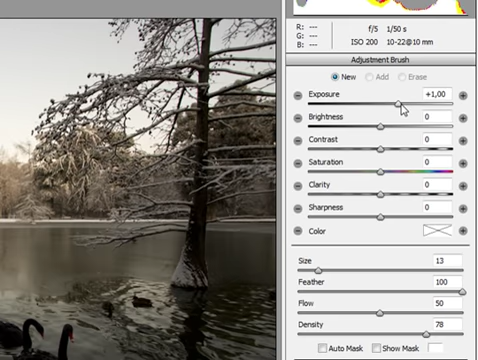 R: ---
G: ---
B: ---
f/5 1/50 s
ISO 200 10-22@10 mm
Adjustment Brush
New Add Erase
Exposure +1,00
Brightness 0
Contrast 0
Saturation 0
Clarity 0
Sharpness 0
Color
Size 13
Feather 100
Flow 50
Density 78
Auto Mask Show Mask